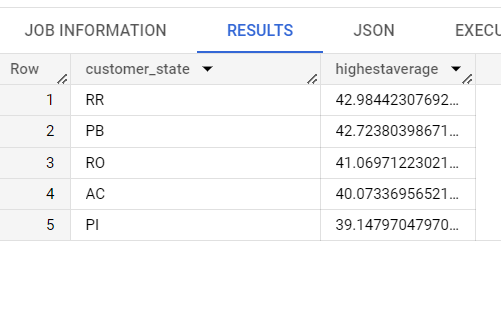 JOB INFORMATION RESULTS JSON EXECU
Row customer_state highestaverage
1 RR 42.98442307692...
2 PB 42.72380398671...
3 RO 41.06971223021...
4 AC 40.07336956521...
5 PI 39.14797047970...